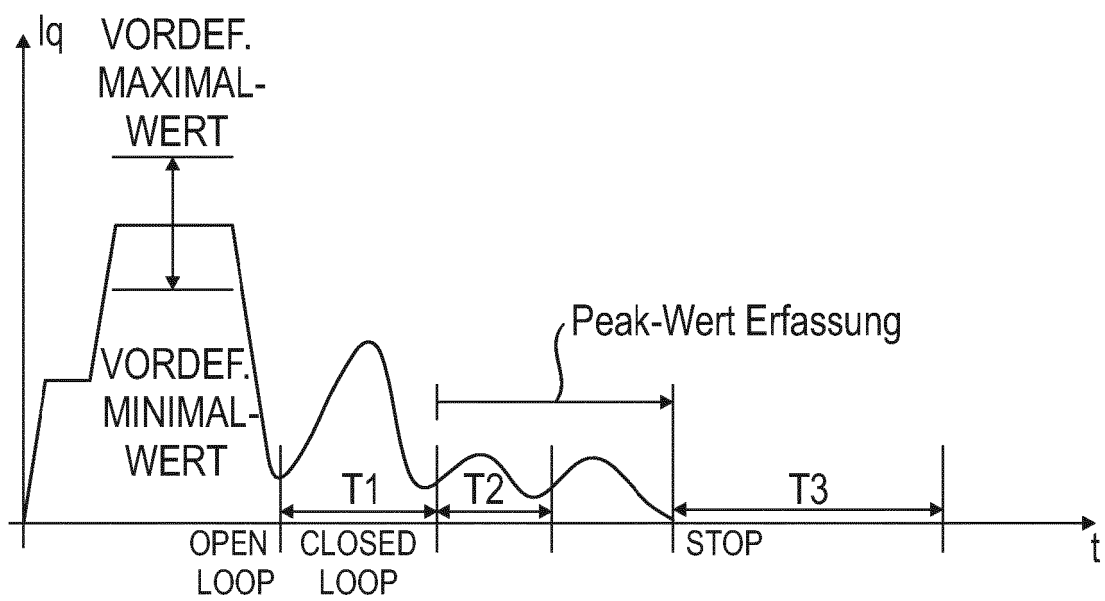 Iq
VORDEF.
MAXIMAL-
WERT
Peak-Wert Erfassung
VORDEF.
MINIMAL-
WERT
T1
T2
T3
OPEN
LOOP
CLOSED
LOOP
STOP
t